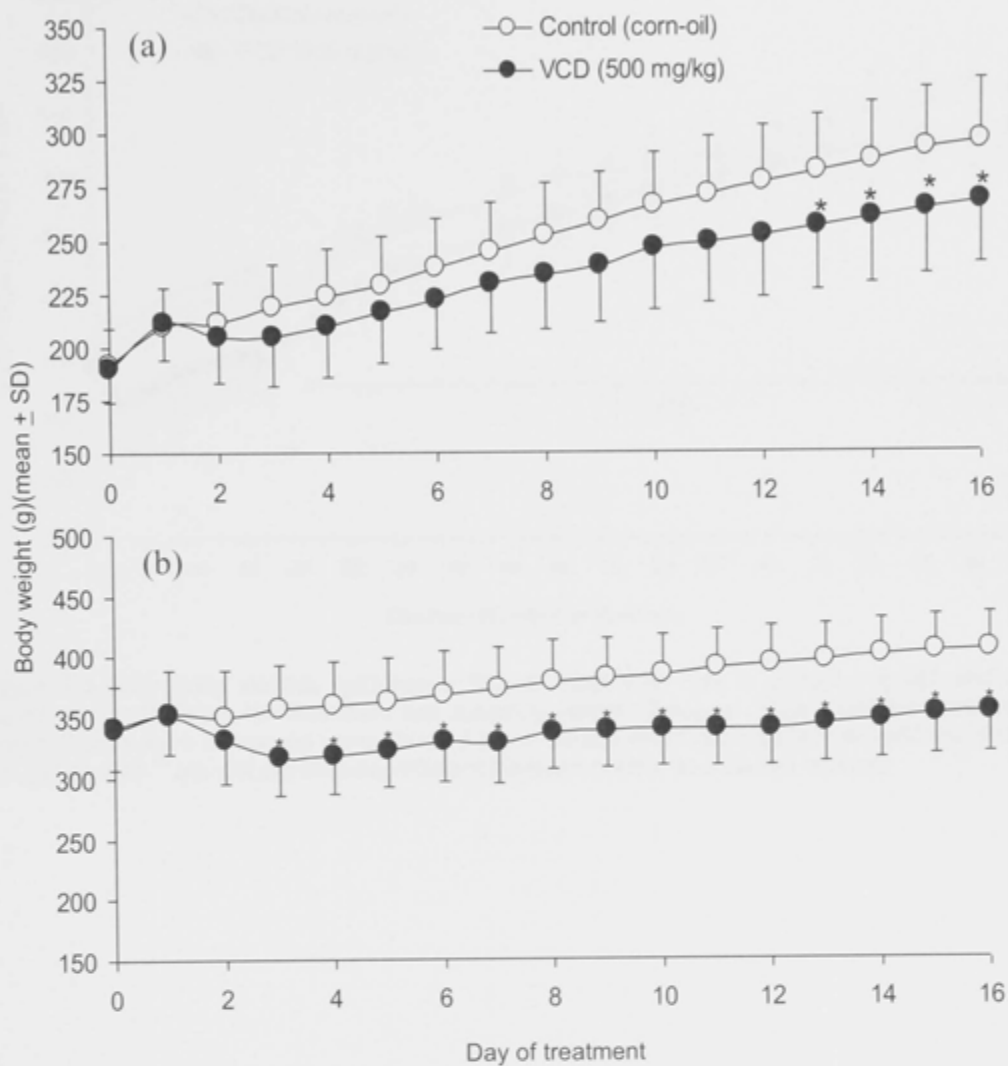 Control (corn-oil)
VCD (500 mg/kg)
(a)
350
325
300
275
250
225
200
175
150
* * * *
0 2 4 6 8 10 12 14 16
Body weight (g)(mean ± SD)
(b)
500
450
400
350
300
250
200
150
* * * * * * * * * * * * * *
0 2 4 6 8 10 12 14 16
Day of treatment